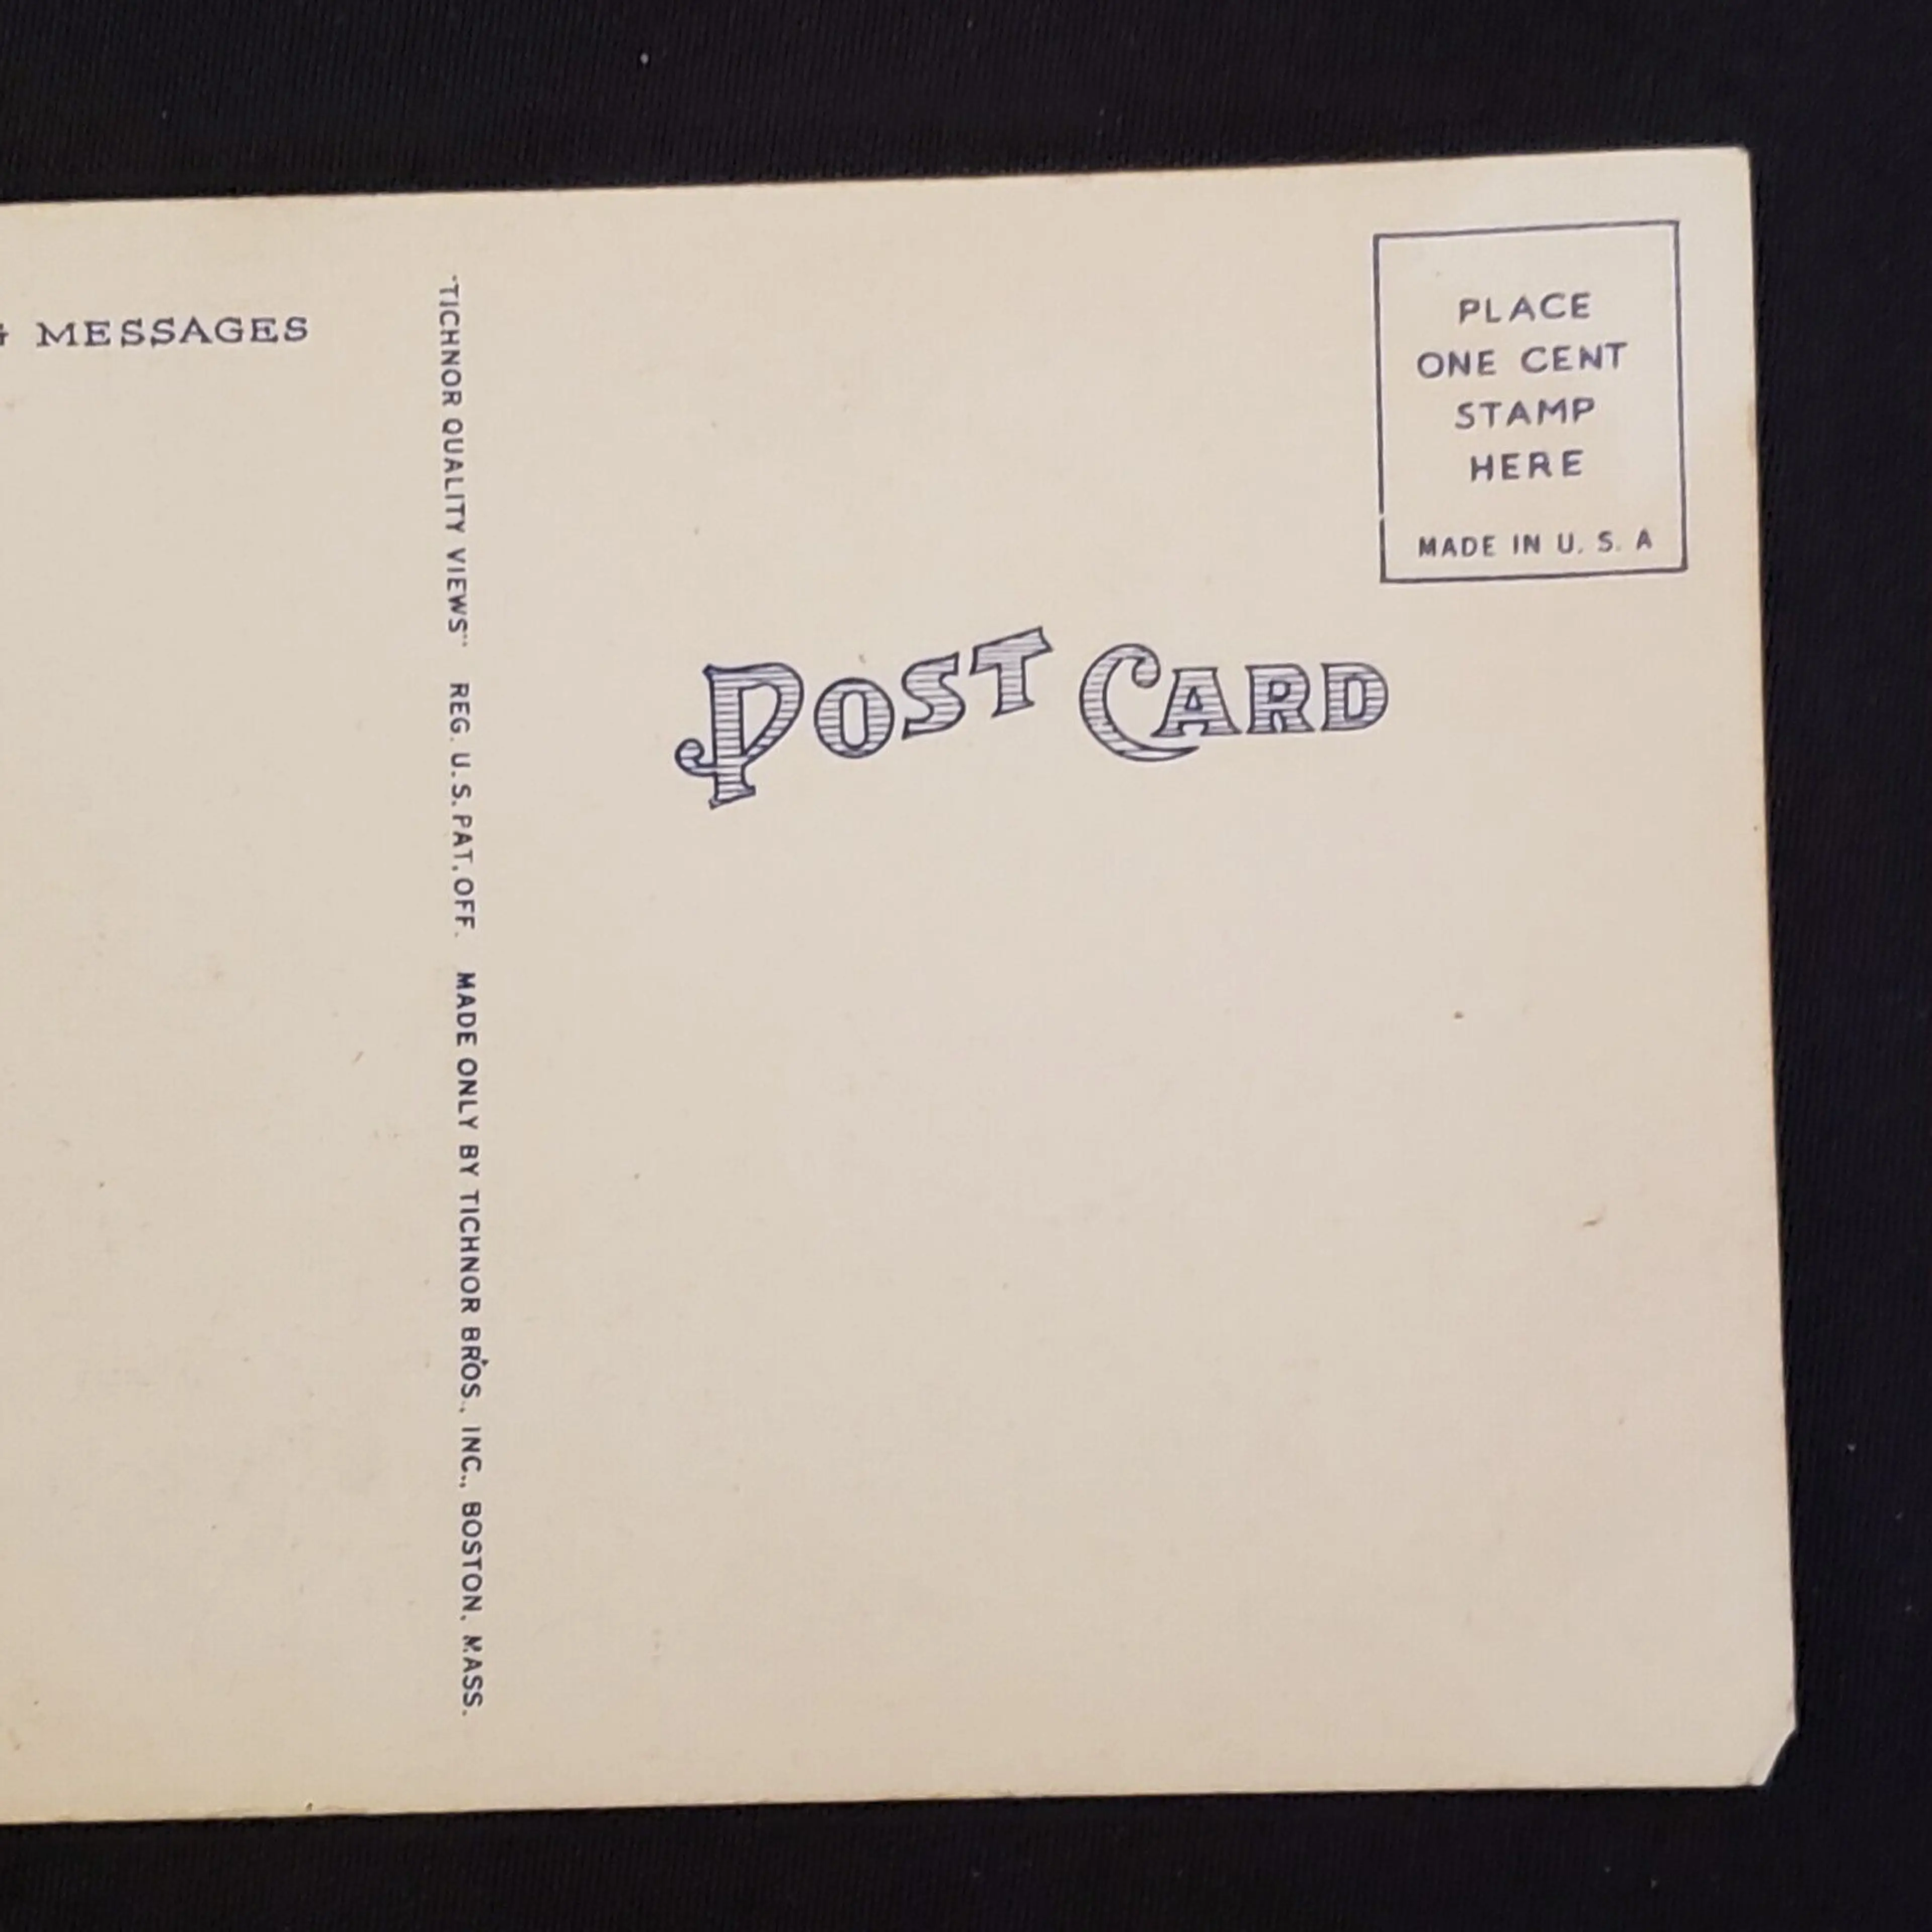 MESSAGES
"TICHNOR QUALITY VIEWS" REG. U.S. PAT. OFF. MADE ONLY BY TICHNOR BROS., INC., BOSTON, MASS.
PLACE
ONE CENT
STAMP
HERE
MADE IN U. S. A
POST CARD